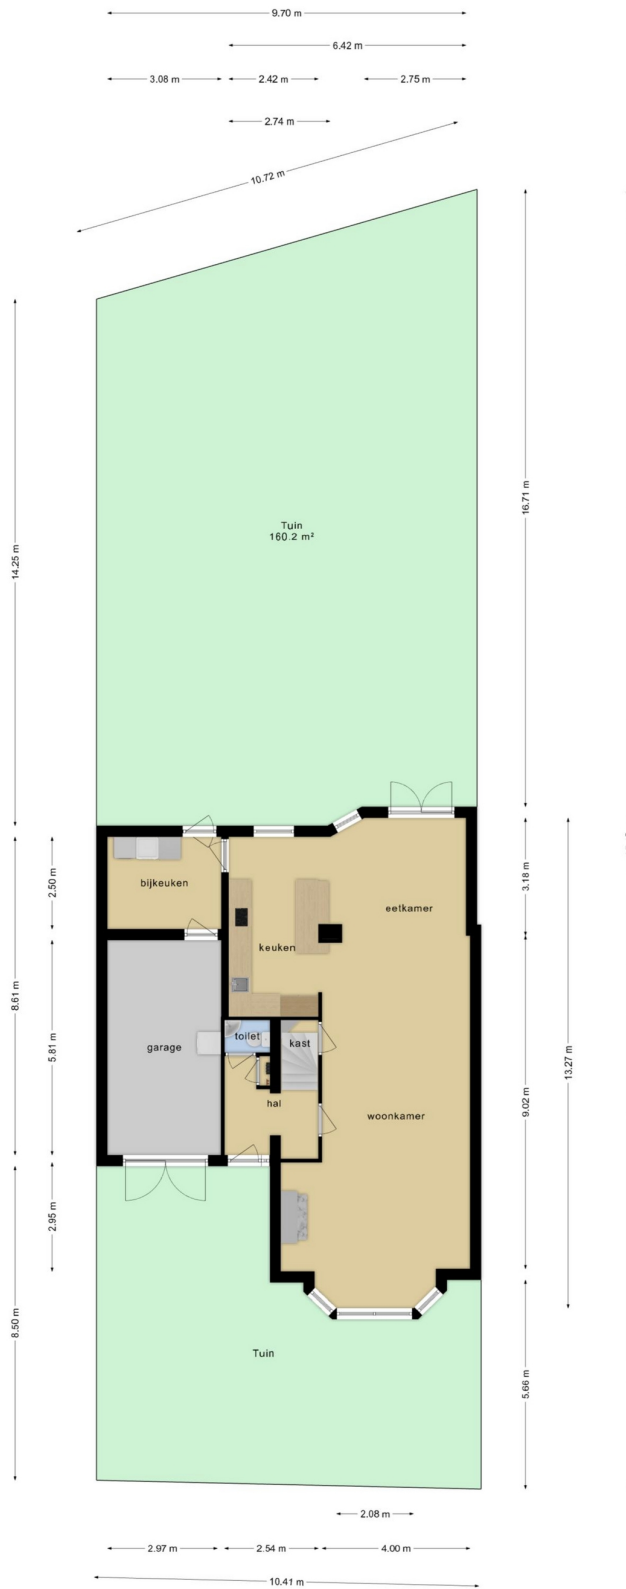 9.70 m
6.42 m
3.08 m
2.42 m
2.75 m
2.74 m
10.72 m
16.71 m
Tuin
160.2 m²
14.25 m
bijkeuken
2.50 m
eetkamer
3.18 m
keuken
8.61 m
5.81 m
garage
toilet
kast
13.27 m
hal
woonkamer
9.02 m
2.95 m
8.50 m
Tuin
5.66 m
2.08 m
2.97 m
2.54 m
4.00 m
10.41 m